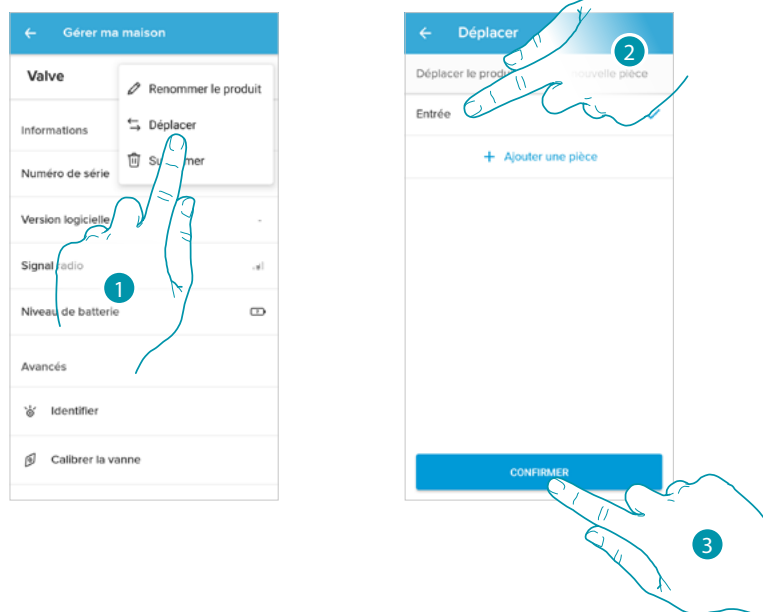 Gérer ma maison
Valve
Renommer le produit
Déplacer
Informations
Numéro de série
Version logicielle -
Signal radio
Niveau de batterie
Avancés
Identifier
Calibrer la vanne
1
Déplacer
2
Déplacer le nouvelle pièce
Entrée
+ Ajouter une pièce
CONFIRMER
3